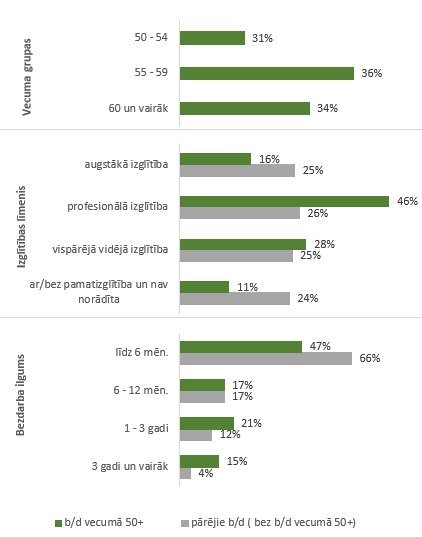 Vecuma grupas
50 - 54
31%
55 - 59
36%
60 un vairāk
34%
Izglītības līmenis
augstākā izglītība
16%
25%
profesionālā izglītība
46%
26%
vispārējā vidējā izglītība
28%
25%
ar/bez pamatizglītība un nav
norādīta
11%
24%
Bezdarba ilgums
līdz 6 mēn.
47%
66%
6 - 12 mēn.
17%
17%
1 - 3 gadi
21%
12%
3 gadi un vairāk
15%
4%
b/d vecumā 50+
pārējie b/d ( bez b/d vecumā 50+)